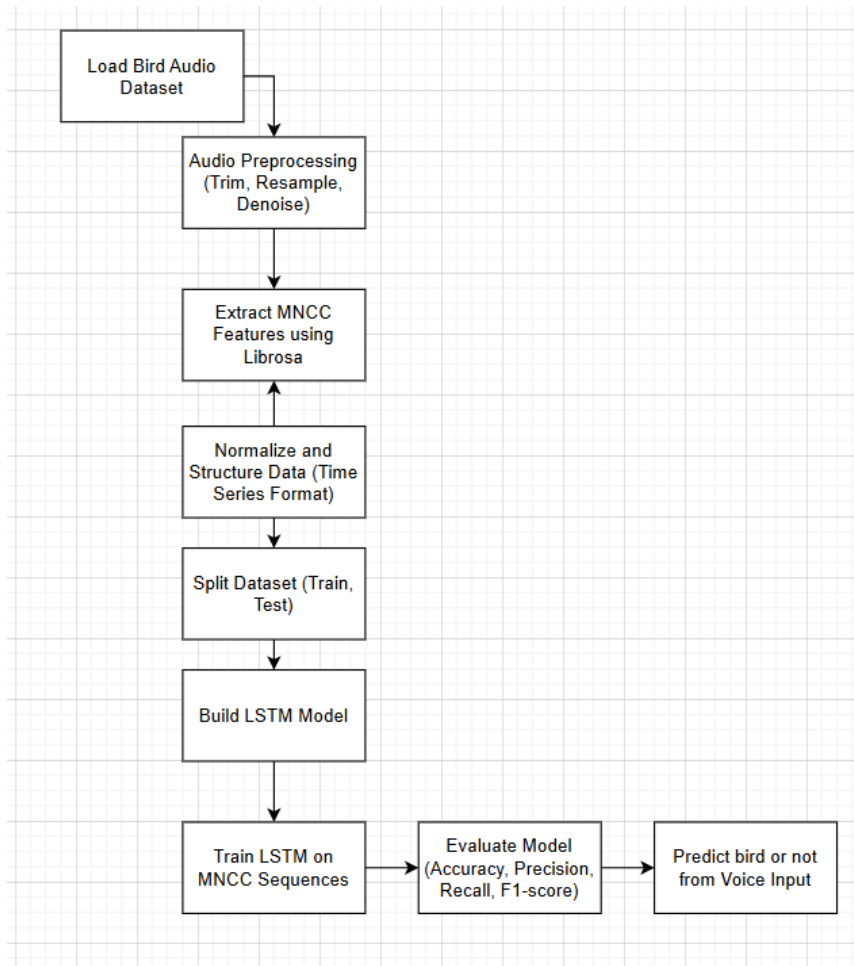 Load Bird Audio
Dataset
Audio Preprocessing
(Trim, Resample,
Denoise)
Extract MNCC
Features using
Librosa
Normalize and
Structure Data (Time
Series Format)
Split Dataset (Train,
Test)
Build LSTM Model
Train LSTM on
MNCC Sequences
Evaluate Model
(Accuracy, Precision,
Recall, F1-score)
Predict bird or not
from Voice Input